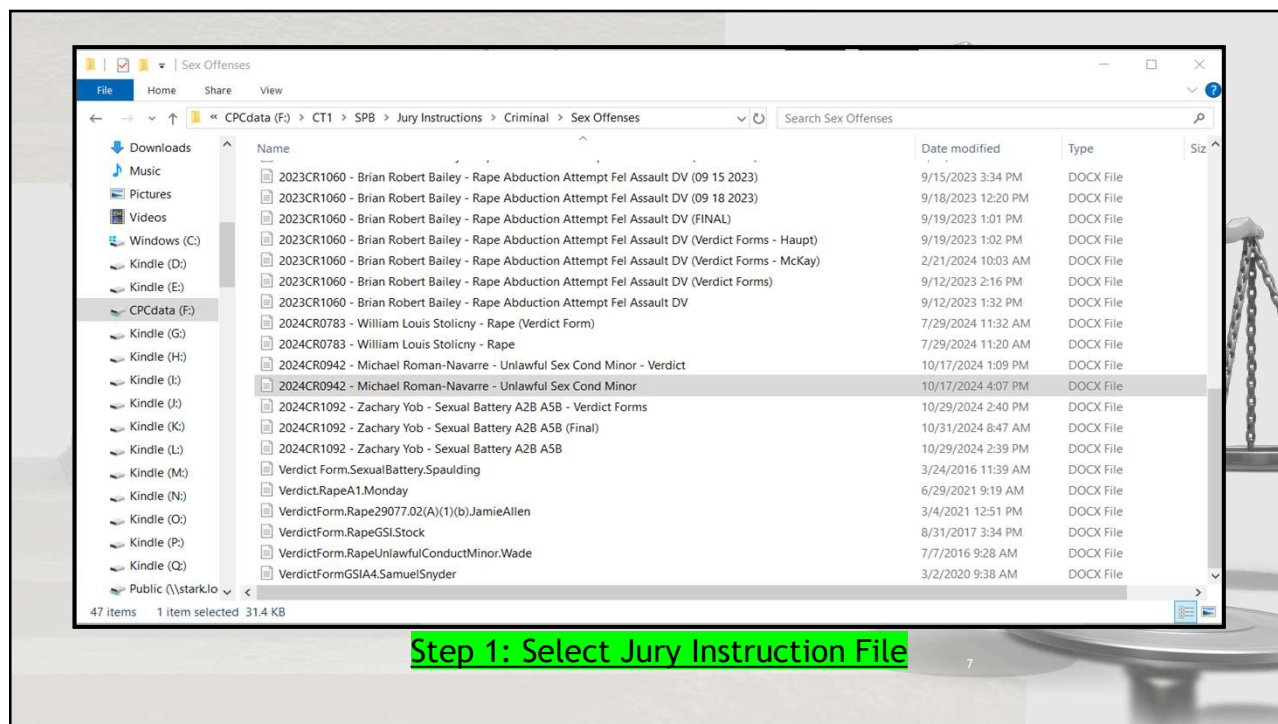 Sex Offenses
File Home Share View
« CPCdata (F:) > CT1 > SPB > Jury Instructions > Criminal > Sex Offenses Search Sex Offenses
Name Date modified Type Siz
Downloads
Music
Pictures
Videos
Windows (C:)
Kindle (D:)
Kindle (E:)
CPCdata (F:)
Kindle (G:)
Kindle (H:)
Kindle (I:)
Kindle (J:)
Kindle (K:)
Kindle (L:)
Kindle (M:)
Kindle (N:)
Kindle (O:)
Kindle (P:)
Kindle (Q:)
Public (\\stark.lo
2023CR1060 - Brian Robert Bailey - Rape Abduction Attempt Fel Assault DV (09 15 2023) 9/15/2023 3:34 PM DOCX File
2023CR1060 - Brian Robert Bailey - Rape Abduction Attempt Fel Assault DV (09 18 2023) 9/18/2023 12:20 PM DOCX File
2023CR1060 - Brian Robert Bailey - Rape Abduction Attempt Fel Assault DV (FINAL) 9/19/2023 1:01 PM DOCX File
2023CR1060 - Brian Robert Bailey - Rape Abduction Attempt Fel Assault DV (Verdict Forms - Haupt) 9/19/2023 1:02 PM DOCX File
2023CR1060 - Brian Robert Bailey - Rape Abduction Attempt Fel Assault DV (Verdict Forms - McKay) 2/21/2024 10:03 AM DOCX File
2023CR1060 - Brian Robert Bailey - Rape Abduction Attempt Fel Assault DV (Verdict Forms) 9/12/2023 2:16 PM DOCX File
2023CR1060 - Brian Robert Bailey - Rape Abduction Attempt Fel Assault DV 9/12/2023 1:32 PM DOCX File
2024CR0783 - William Louis Stolicny - Rape (Verdict Form) 7/29/2024 11:32 AM DOCX File
2024CR0783 - William Louis Stolicny - Rape 7/29/2024 11:20 AM DOCX File
2024CR0942 - Michael Roman-Navarre - Unlawful Sex Cond Minor - Verdict 10/17/2024 1:09 PM DOCX File
2024CR0942 - Michael Roman-Navarre - Unlawful Sex Cond Minor 10/17/2024 4:07 PM DOCX File
2024CR1092 - Zachary Yob - Sexual Battery A2B A5B - Verdict Forms 10/29/2024 2:40 PM DOCX File
2024CR1092 - Zachary Yob - Sexual Battery A2B A5B (Final) 10/31/2024 8:47 AM DOCX File
2024CR1092 - Zachary Yob - Sexual Battery A2B A5B 10/29/2024 2:39 PM DOCX File
Verdict Form.SexualBattery.Spaulding 3/24/2016 11:39 AM DOCX File
Verdict.RapeA1.Monday 6/29/2021 9:19 AM DOCX File
VerdictForm.Rape29077.02(A)(1)(b).JamieAllen 3/4/2021 12:51 PM DOCX File
VerdictForm.RapeGSI.Stock 8/31/2017 3:34 PM DOCX File
VerdictForm.RapeUnlawfulConductMinor.Wade 7/7/2016 9:28 AM DOCX File
VerdictFormGSIA4.SamuelSnyder 3/2/2020 9:38 AM DOCX File
47 items 1 item selected 31.4 KB
Step 1: Select Jury Instruction File
7